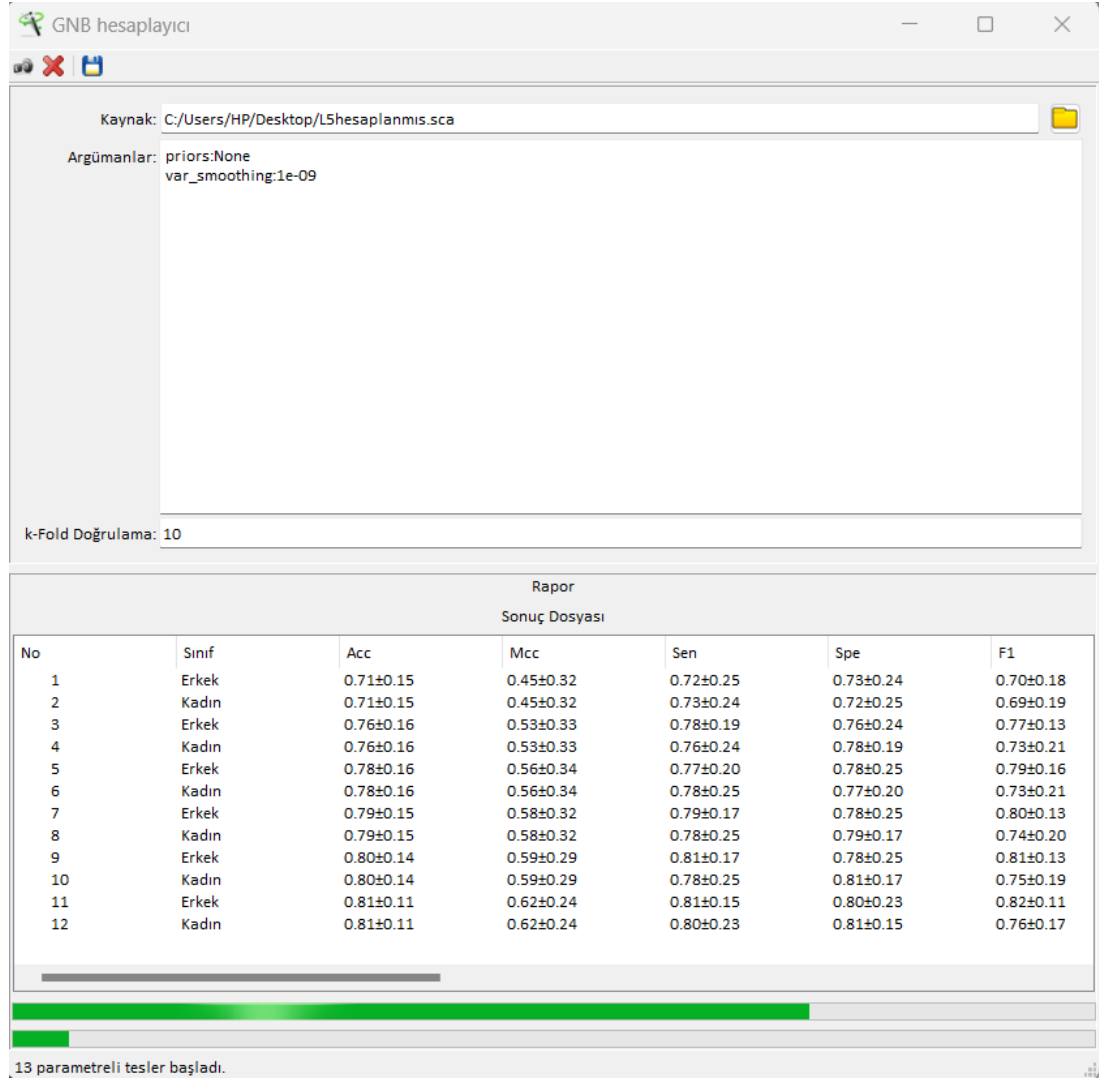 GNB hesaplayıcı
Kaynak: C:/Users/HP/Desktop/L5hesaplanmıs.sca
Argümanlar: priors:None
var_smoothing:1e-09
k-Fold Doğrulama: 10
Rapor
Sonuç Dosyası
No Sınıf Acc Mcc Sen Spe F1
1 Erkek 0.71±0.15 0.45±0.32 0.72±0.25 0.73±0.24 0.70±0.18
2 Kadın 0.71±0.15 0.45±0.32 0.73±0.24 0.72±0.25 0.69±0.19
3 Erkek 0.76±0.16 0.53±0.33 0.78±0.19 0.76±0.24 0.77±0.13
4 Kadın 0.76±0.16 0.53±0.33 0.76±0.24 0.78±0.19 0.73±0.21
5 Erkek 0.78±0.16 0.56±0.34 0.77±0.20 0.78±0.25 0.79±0.16
6 Kadın 0.78±0.16 0.56±0.34 0.78±0.25 0.77±0.20 0.73±0.21
7 Erkek 0.79±0.15 0.58±0.32 0.79±0.17 0.78±0.25 0.80±0.13
8 Kadın 0.79±0.15 0.58±0.32 0.78±0.25 0.79±0.17 0.74±0.20
9 Erkek 0.80±0.14 0.59±0.29 0.81±0.17 0.78±0.25 0.81±0.13
10 Kadın 0.80±0.14 0.59±0.29 0.78±0.25 0.81±0.17 0.75±0.19
11 Erkek 0.81±0.11 0.62±0.24 0.81±0.15 0.80±0.23 0.82±0.11
12 Kadın 0.81±0.11 0.62±0.24 0.80±0.23 0.81±0.15 0.76±0.17
13 parametreli tesler başladı.